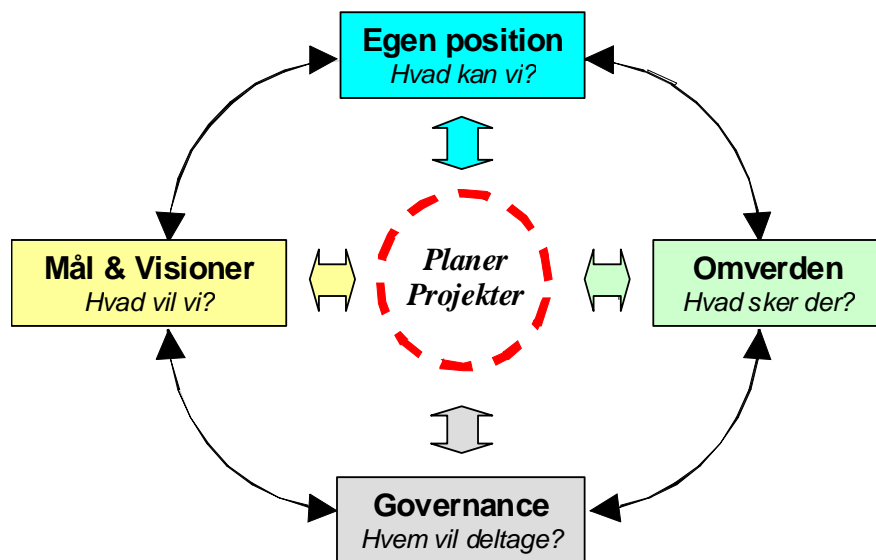 Egen position
Hvad kan vi?
Mål & Visioner
Hvad vil vi?
Planer
Projekter
Omverden
Hvad sker der?
Governance
Hvem vil deltage?